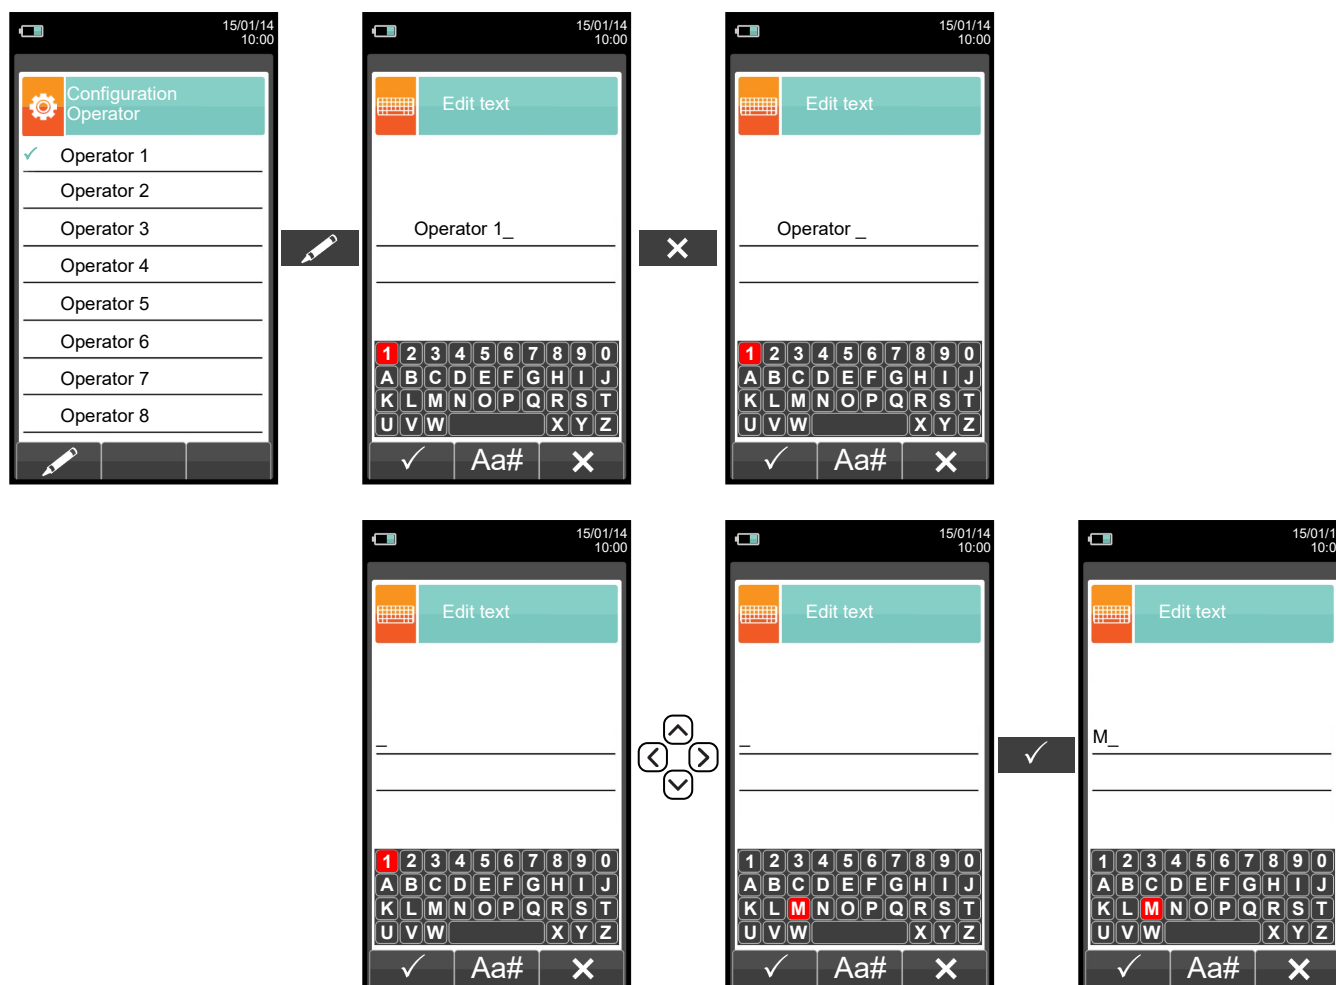 15/01/14
10:00
Configuration
Operator
✓ Operator 1
Operator 2
Operator 3
Operator 4
Operator 5
Operator 6
Operator 7
Operator 8
15/01/14
10:00
Edit text
Operator 1_
1 2 3 4 5 6 7 8 9 0
A B C D E F G H I J
K L M N O P Q R S T
U V W X Y Z
✓ Aa# ✕
✕
15/01/14
10:00
Edit text
Operator _
1 2 3 4 5 6 7 8 9 0
A B C D E F G H I J
K L M N O P Q R S T
U V W X Y Z
✓ Aa# ✕
15/01/14
10:00
Edit text
_
1 2 3 4 5 6 7 8 9 0
A B C D E F G H I J
K L M N O P Q R S T
U V W X Y Z
✓ Aa# ✕
15/01/14
10:00
Edit text
_
1 2 3 4 5 6 7 8 9 0
A B C D E F G H I J
K L M N O P Q R S T
U V W X Y Z
✓ Aa# ✕
✓
15/01/1
10:0
Edit text
M_
1 2 3 4 5 6 7 8 9 0
A B C D E F G H I J
K L M N O P Q R S T
U V W X Y Z
✓ Aa# ✕